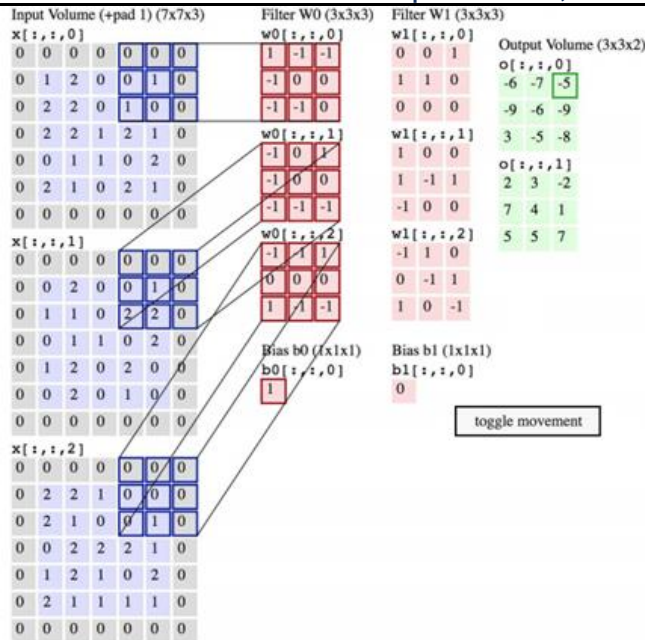 Input Volume (+pad 1) (7x7x3)
x[:,:,0]
0 0 0 0 0 0 0
0 1 2 0 0 1 0
0 2 2 0 1 0 0
0 2 2 1 2 1 0
0 0 1 1 0 2 0
0 2 1 0 2 1 0
0 0 0 0 0 0 0
x[:,:,1]
0 0 0 0 0 0 0
0 0 2 0 0 1 0
0 1 1 0 2 2 0
0 0 1 1 0 2 0
0 1 2 0 2 0 0
0 0 2 0 1 0 0
0 0 0 0 0 0 0
x[:,:,2]
0 0 0 0 0 0 0
0 2 2 1 0 0 0
0 2 1 0 0 1 0
0 0 2 2 2 1 0
0 1 2 1 0 2 0
0 2 1 1 1 1 0
0 0 0 0 0 0 0
Filter W0 (3x3x3)
w0[:,:,0]
1 -1 -1
-1 0 0
-1 -1 0
w0[:,:,1]
-1 0 1
-1 0 0
-1 -1 -1
w0[:,:,2]
-1 1 1
0 0 0
1 -1 -1
Bias b0 (1x1x1)
b0[:,:,0]
1
Filter W1 (3x3x3)
w1[:,:,0]
0 0 1
1 1 0
0 0 0
w1[:,:,1]
1 0 0
1 -1 1
-1 0 0
w1[:,:,2]
-1 1 0
0 -1 1
1 0 -1
Bias b1 (1x1x1)
b1[:,:,0]
0
Output Volume (3x3x2)
o[:,:,0]
-6 -7 -5
-9 -6 -9
3 -5 -8
o[:,:,1]
2 3 -2
7 4 1
5 5 7
toggle movement